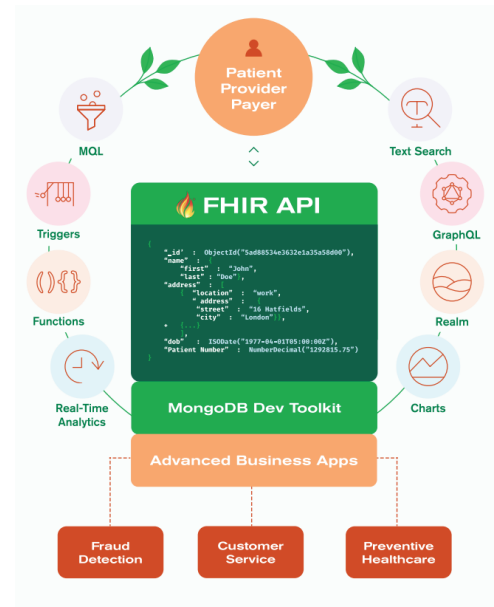 Patient
Provider
Payer
MQL
Text Search
Triggers
GraphQL
Functions
Realm
Real-Time
Analytics
Charts
FHIR API
{
"_id' : ObjectId("5ad88534e3632e1a35a58d00"),
"name" : {
"first" : "John",
"last" : "Doe"},
"address" : [
{ "location" : "work",
" address" : {
"street" : "16 Hatfields",
"city" : "London"}},
* {...}
],
"dob" : ISODate("1977-04-01T05:00:00Z")
"Patient Number" : NumberDecimal("1292815.75")
}
MongoDB Dev Toolkit
Advanced Business Apps
Fraud
Detection
Customer
Service
Preventive
Healthcare